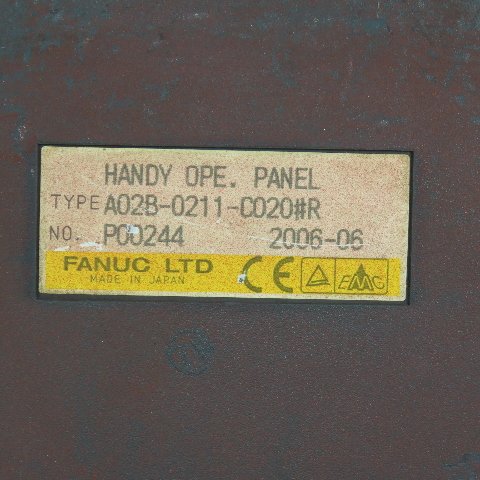 HANDY OPE. PANEL
TYPE A02B-0211-C020#R
NO. P00244 2006-06
FANUC LTD CE EMC
MADE IN JAPAN